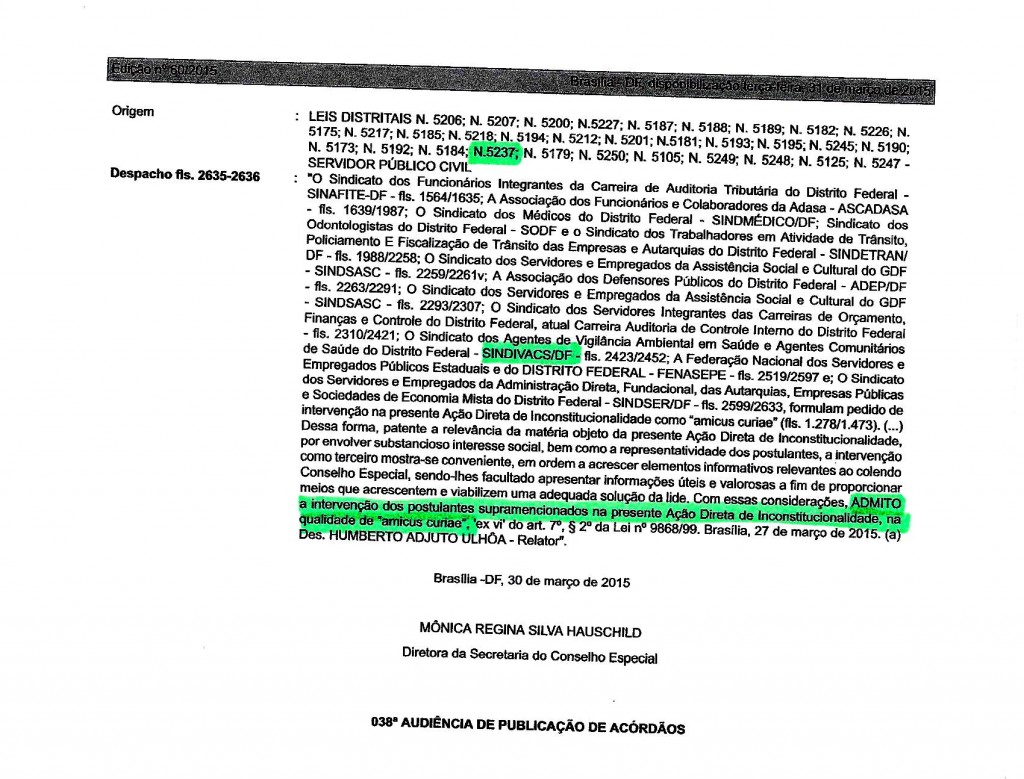 Edição nº 60/2015
Brasília - DF, disponibilização terça-feira, 31 de março de 2015
Origem
: LEIS DISTRITAIS N. 5206; N. 5207; N. 5200; N.5227; N. 5187; N. 5188; N. 5189; N. 5182; N. 5226; N.
5175; N. 5217; N. 5185; N. 5218; N. 5194; N. 5212; N. 5201; N.5181; N. 5193; N. 5195; N. 5245; N. 5190;
N. 5173; N. 5192; N. 5184; N.5237; N. 5179; N. 5250; N. 5105; N. 5249; N. 5248; N. 5125; N. 5247 -
SERVIDOR PÚBLICO CIVIL
Despacho fls. 2635-2636
: "O Sindicato dos Funcionários Integrantes da Carreira de Auditoria Tributária do Distrito Federal -
SINAFITE-DF - fls. 1564/1635; A Associação dos Funcionários e Colaboradores da Adasa - ASCADASA
- fls. 1639/1987; O Sindicato dos Médicos do Distrito Federal - SINDMÉDICO/DF; Sindicato dos
Odontologistas do Distrito Federal - SODF e o Sindicato dos Trabalhadores em Atividade de Trânsito,
Policiamento E Fiscalização de Trânsito das Empresas e Autarquias do Distrito Federal - SINDETRAN/
DF - fls. 1988/2258; O Sindicato dos Servidores e Empregados da Assistência Social e Cultural do GDF
- SINDSASC - fls. 2259/2261v; A Associação dos Defensores Públicos do Distrito Federal - ADEP/DF
- fls. 2263/2291; O Sindicato dos Servidores e Empregados da Assistência Social e Cultural do GDF
- SINDSASC - fls. 2293/2307; O Sindicato dos Servidores Integrantes das Carreiras de Orçamento,
Finanças e Controle do Distrito Federal, atual Carreira Auditoria de Controle Interno do Distrito Federal
- fls. 2310/2421; O Sindicato dos Agentes de Vigilância Ambiental em Saúde e Agentes Comunitários
de Saúde do Distrito Federal - SINDIVACS/DF - fls. 2423/2452; A Federação Nacional dos Servidores e
Empregados Públicos Estaduais e do DISTRITO FEDERAL - FENASEPE - fls. 2519/2597 e; O Sindicato
dos Servidores e Empregados da Administração Direta, Fundacional, das Autarquias, Empresas Públicas
e Sociedades de Economia Mista do Distrito Federal - SINDSER/DF - fls. 2599/2633, formulam pedido de
intervenção na presente Ação Direta de Inconstitucionalidade como "amicus curiae" (fls. 1.278/1.473). (...)
Dessa forma, patente a relevância da matéria objeto da presente Ação Direta de Inconstitucionalidade,
por envolver substancioso interesse social, bem como a representatividade dos postulantes, a intervenção
como terceiro mostra-se conveniente, em ordem a acrescer elementos informativos relevantes ao colendo
Conselho Especial, sendo-lhes facultado apresentar informações úteis e valorosas a fim de proporcionar
meios que acrescentem e viabilizem uma adequada solução da lide. Com essas considerações, ADMITO
a intervenção dos postulantes supramencionados na presente Ação Direta de Inconstitucionalidade, na
qualidade de "amicus curiae", 'ex vi' do art. 7º, § 2º da Lei nº 9868/99. Brasília, 27 de março de 2015. (a)
Des. HUMBERTO ADJUTO ULHÔA - Relator".
Brasília -DF, 30 de março de 2015
MÔNICA REGINA SILVA HAUSCHILD
Diretora da Secretaria do Conselho Especial
038ª AUDIÊNCIA DE PUBLICAÇÃO DE ACÓRDÃOS